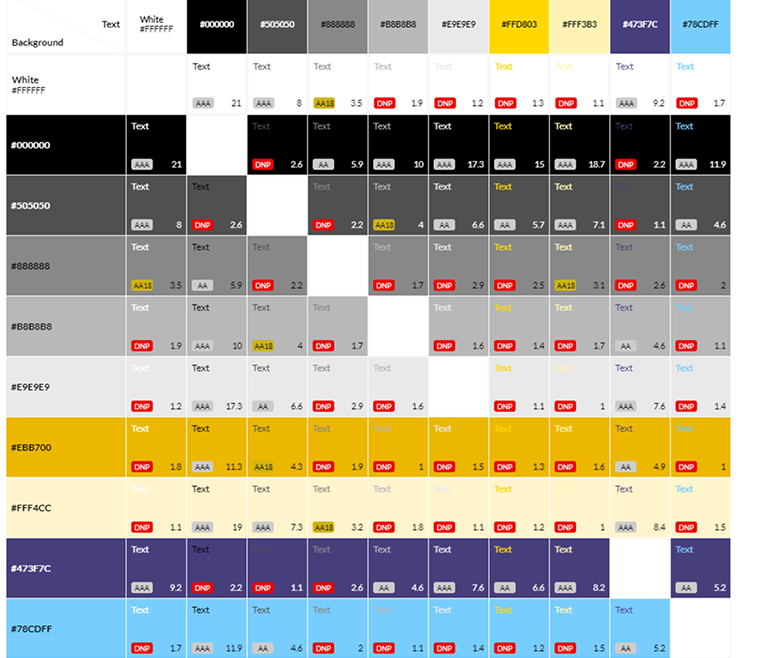 Text
Background
White
#FFFFFF
#000000
#505050
#888888
#B8B8B8
#E9E9E9
#FFD803
#FFF3B3
#473F7C
#78CDFF
White
#FFFFFF
Text Text Text Text Text Text Text Text Text
AAA 21 AAA 8 AA18 3.5 DNP 1.9 DNP 1.2 DNP 1.3 DNP 1.1 AAA 9.2 DNP 1.7
#000000
Text Text Text Text Text Text Text Text Text
AAA 21 DNP 2.6 AA 5.9 AAA 10 AAA 17.3 AAA 15 AAA 18.7 DNP 2.2 AAA 11.9
#505050
Text Text Text Text Text Text Text Text Text
AAA 8 DNP 2.6 DNP 2.2 AA18 4 AA 6.6 AA 5.7 AAA 7.1 DNP 1.1 AA 4.6
#888888
Text Text Text Text Text Text Text Text Text
AA18 3.5 AA 5.9 DNP 2.2 DNP 1.7 DNP 2.9 DNP 2.5 AA18 3.1 DNP 2.6 DNP 2
#B8B8B8
Text Text Text Text Text Text Text Text Text
DNP 1.9 AAA 10 AA18 4 DNP 1.7 DNP 1.6 DNP 1.4 DNP 1.7 AA 4.6 DNP 1.1
#E9E9E9
Text Text Text Text Text Text Text Text Text
DNP 1.2 AAA 17.3 AA 6.6 DNP 2.9 DNP 1.6 DNP 1.1 DNP 1 AAA 7.6 DNP 1.4
#EBB700
Text Text Text Text Text Text Text Text Text Text
DNP 1.8 AAA 11.3 AA18 4.3 DNP 1.9 DNP 1 DNP 1.5 DNP 1.3 DNP 1.6 AA 4.9 DNP 1
#FFF4CC
Text Text Text Text Text Text Text Text Text Text
DNP 1.1 AAA 19 AAA 7.3 AA18 3.2 DNP 1.8 DNP 1.1 DNP 1.2 DNP 1 AAA 8.4 DNP 1.5
#473F7C
Text Text Text Text Text Text Text Text Text
AAA 9.2 DNP 2.2 DNP 1.1 DNP 2.6 AA 4.6 AAA 7.6 AA 6.6 AAA 8.2 AA 5.2
#78CDFF
Text Text Text Text Text Text Text Text Text
DNP 1.7 AAA 11.9 AA 4.6 DNP 2 DNP 1.1 DNP 1.4 DNP 1.2 DNP 1.5 AA 5.2